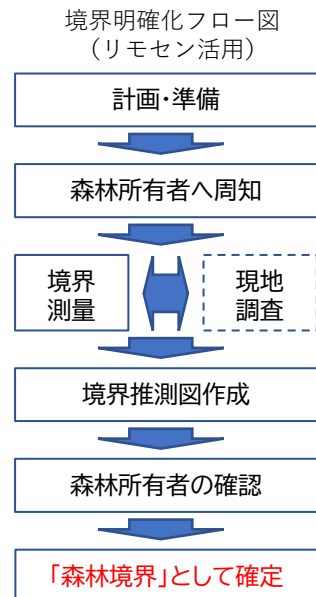 境界明確化フロー図
（リモセン活用）
計画・準備
森林所有者へ周知
境界
測量
現地
調査
境界推測図作成
森林所有者の確認
「森林境界」として確定